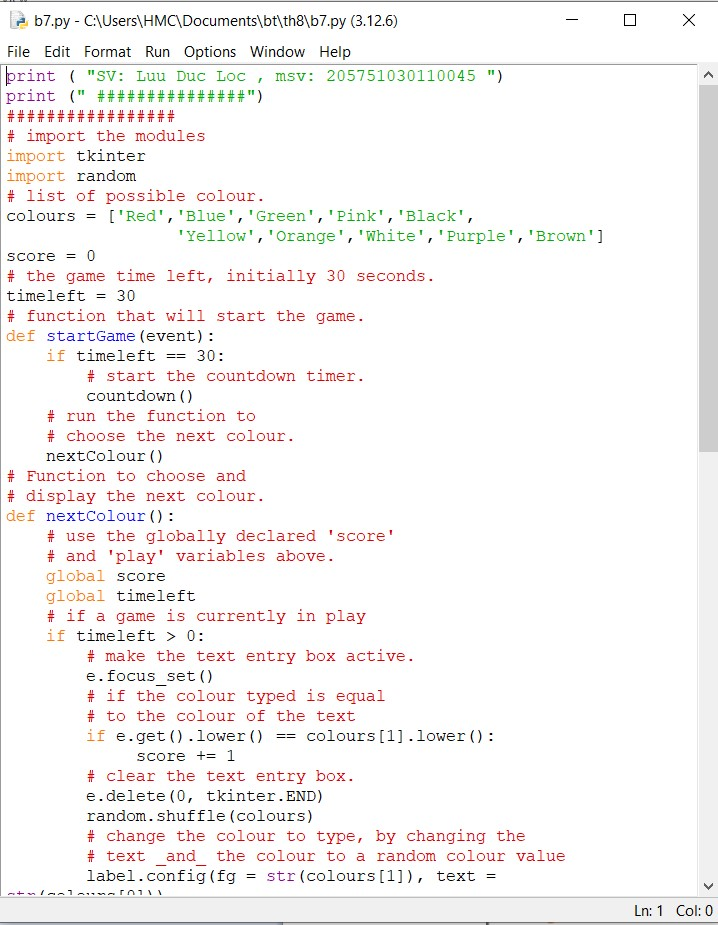 b7.py - C:\Users\HMC\Documents\bt\th8\b7.py (3.12.6)
File Edit Format Run Options Window Help
print ( "SV: Luu Duc Loc , msv: 205751030110045 ")
print (" ###############")
#################
# import the modules
import tkinter
import random
# list of possible colour.
colours = ['Red','Blue','Green','Pink','Black',
'Yellow','Orange','White','Purple','Brown']
score = 0
# the game time left, initially 30 seconds.
timeleft = 30
# function that will start the game.
def startGame(event):
if timeleft == 30:
# start the countdown timer.
countdown()
# run the function to
# choose the next colour.
nextColour()
# Function to choose and
# display the next colour.
def nextColour():
# use the globally declared 'score'
# and 'play' variables above.
global score
global timeleft
# if a game is currently in play
if timeleft > 0:
# make the text entry box active.
e.focus_set()
# if the colour typed is equal
# to the colour of the text
if e.get().lower() == colours[1].lower():
score += 1
# clear the text entry box.
e.delete(0, tkinter.END)
random.shuffle(colours)
# change the colour to type, by changing the
# text _and_ the colour to a random colour value
label.config(fg = str(colours[1]), text =
str(colours[0]))
Ln: 1 Col: 0